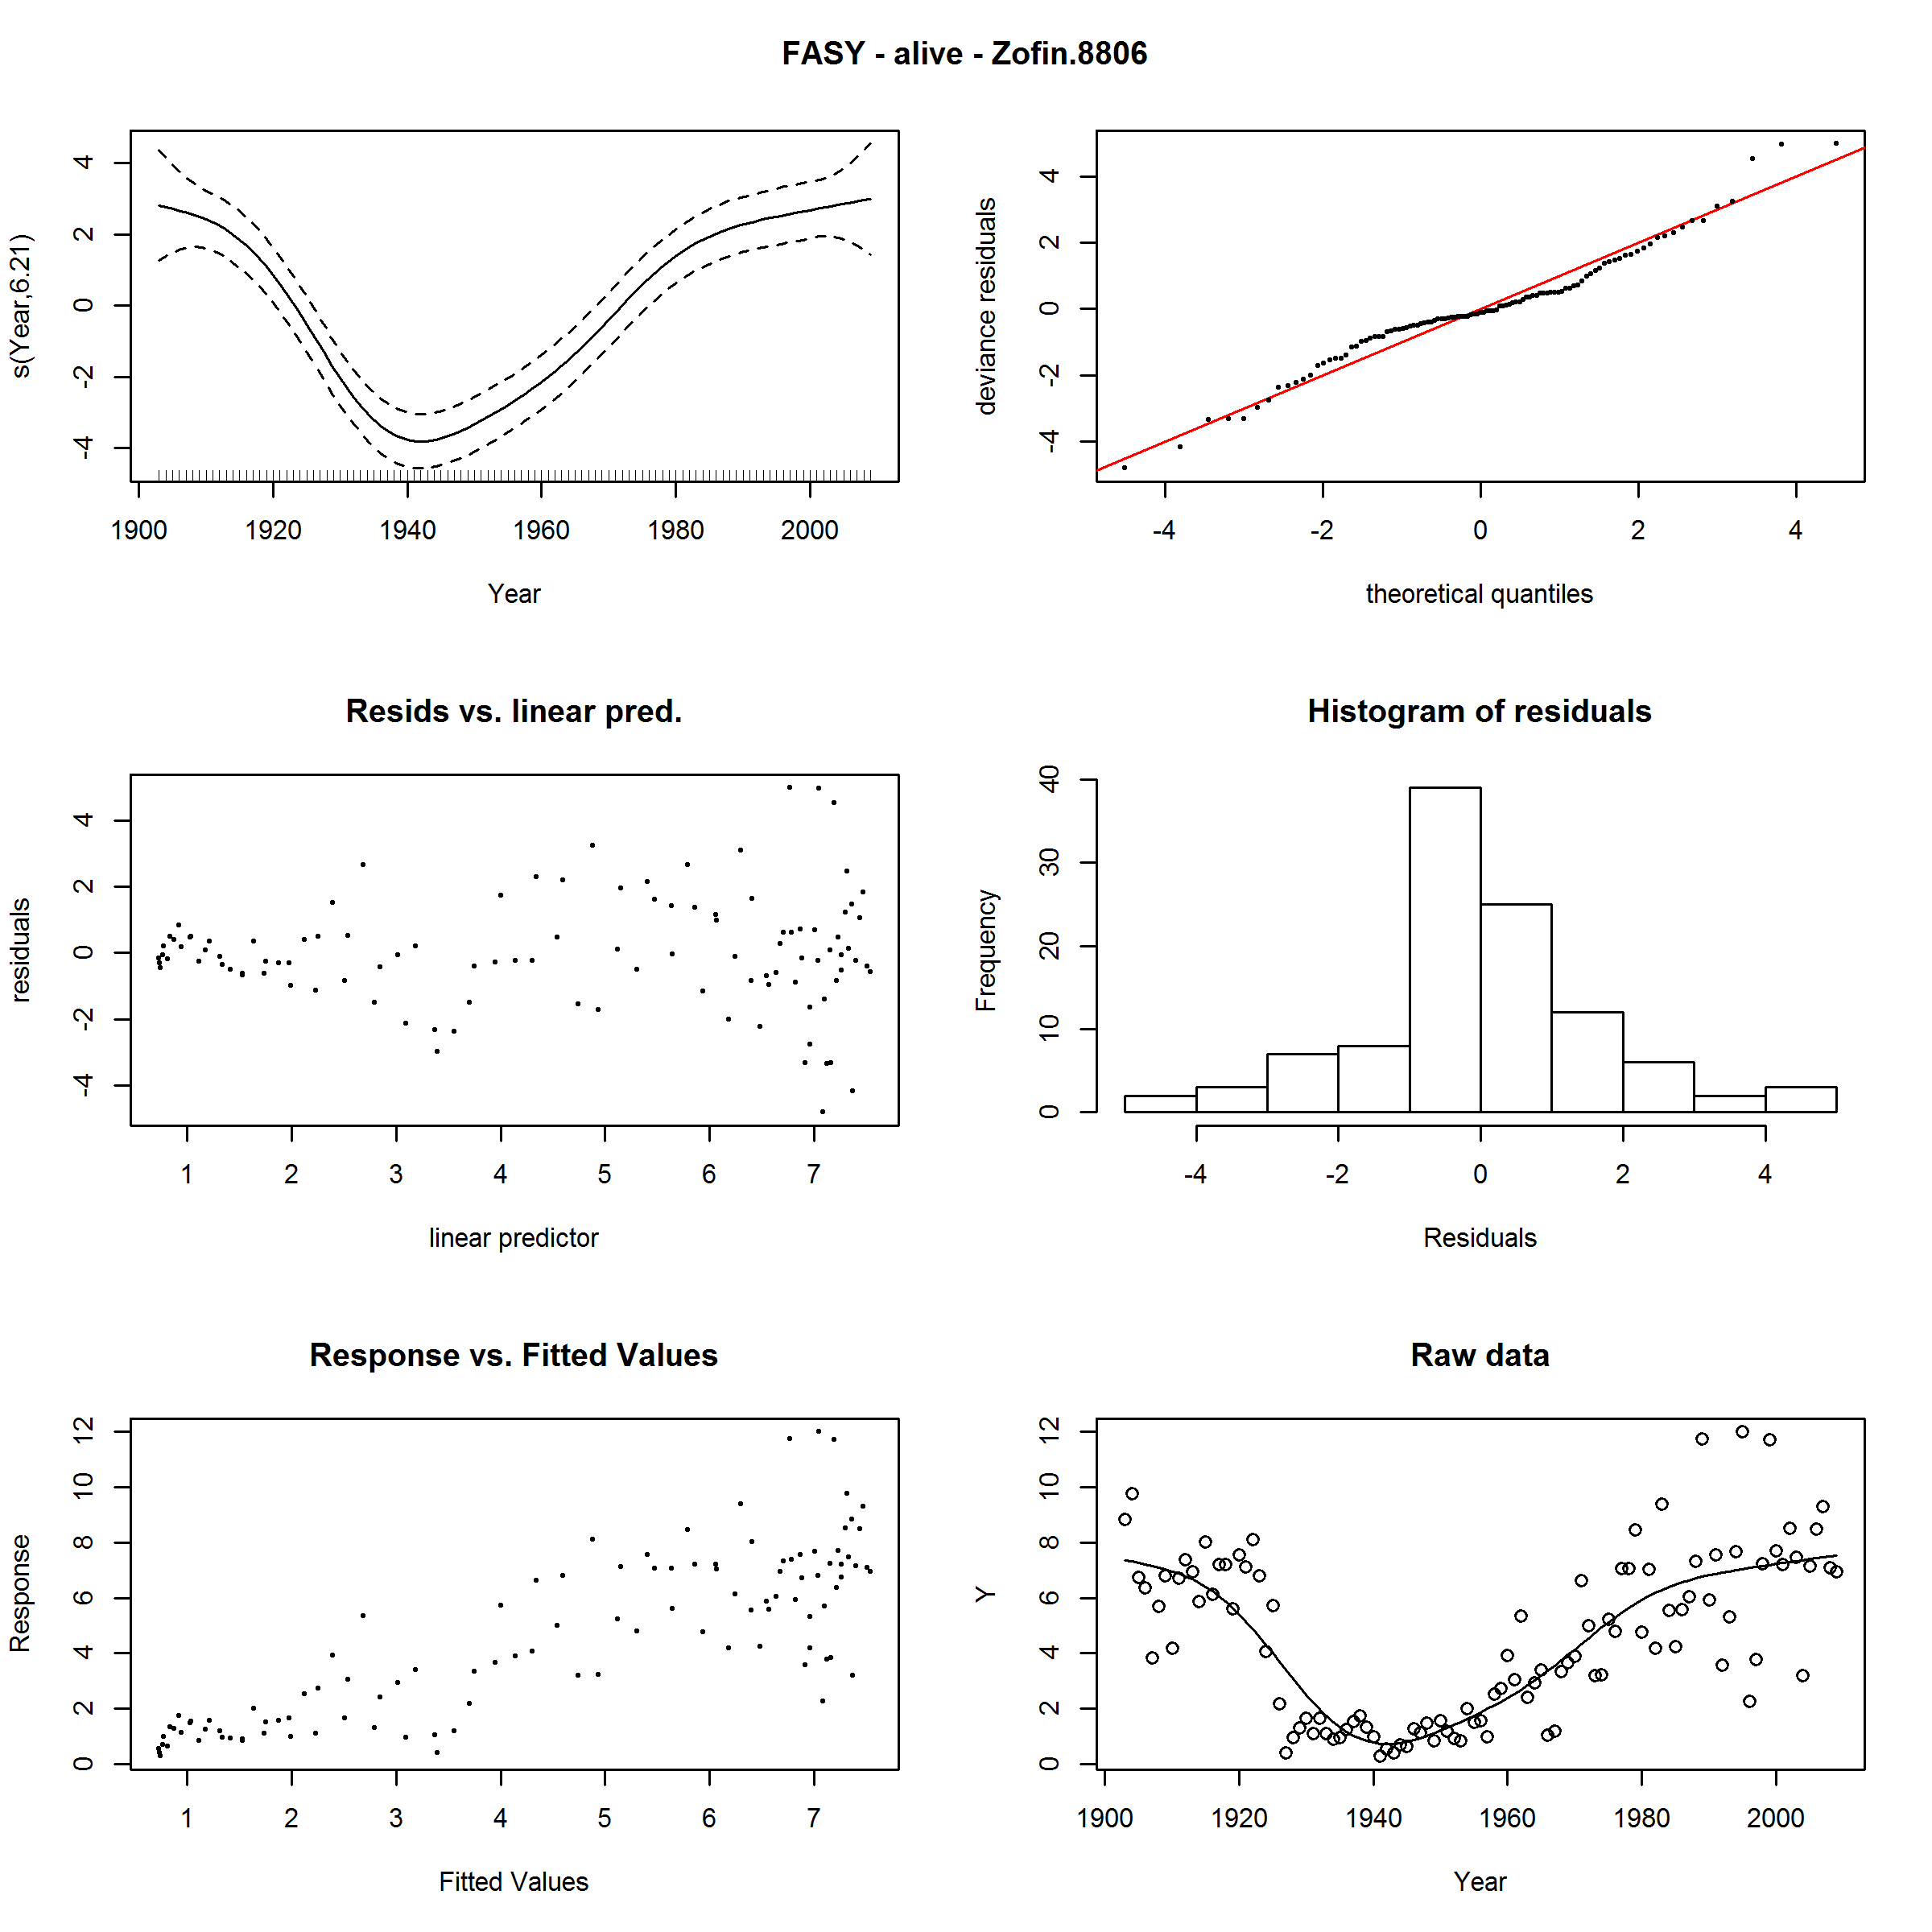 FASY - alive - Zofin.8806
s(Year,6.21)
4
2
0
-2
-4
1900 1920 1940 1960 1980 2000
Year
deviance residuals
4
2
0
-2
-4
-4 -2 0 2 4
theoretical quantiles
Resids vs. linear pred.
residuals
4
2
0
-2
-4
1 2 3 4 5 6 7
linear predictor
Histogram of residuals
Frequency
40
30
20
10
0
-4 -2 0 2 4
Residuals
Response vs. Fitted Values
Response
12
10
8
6
4
2
0
1 2 3 4 5 6 7
Fitted Values
Raw data
Y
12
10
8
6
4
2
0
1900 1920 1940 1960 1980 2000
Year